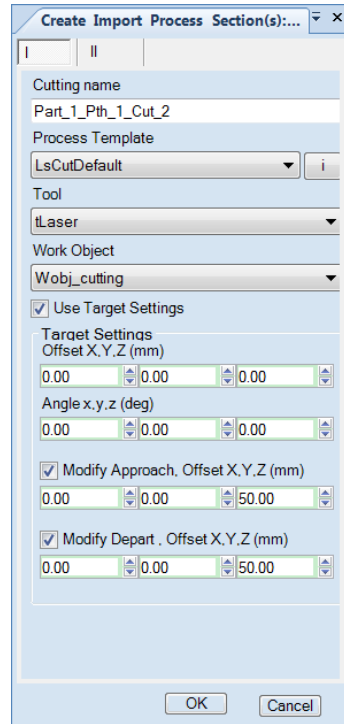 Create Import Process Section(s):...
I II
Cutting name
Part_1_Pth_1_Cut_2
Process Template
LsCutDefault i
Tool
tLaser
Work Object
Wobj_cutting
Use Target Settings
Target Settings
Offset X,Y,Z (mm)
0.00 0.00 0.00
Angle x,y,z (deg)
0.00 0.00 0.00
Modify Approach, Offset X,Y,Z (mm)
0.00 0.00 50.00
Modify Depart , Offset X,Y,Z (mm)
0.00 0.00 50.00
OK Cancel